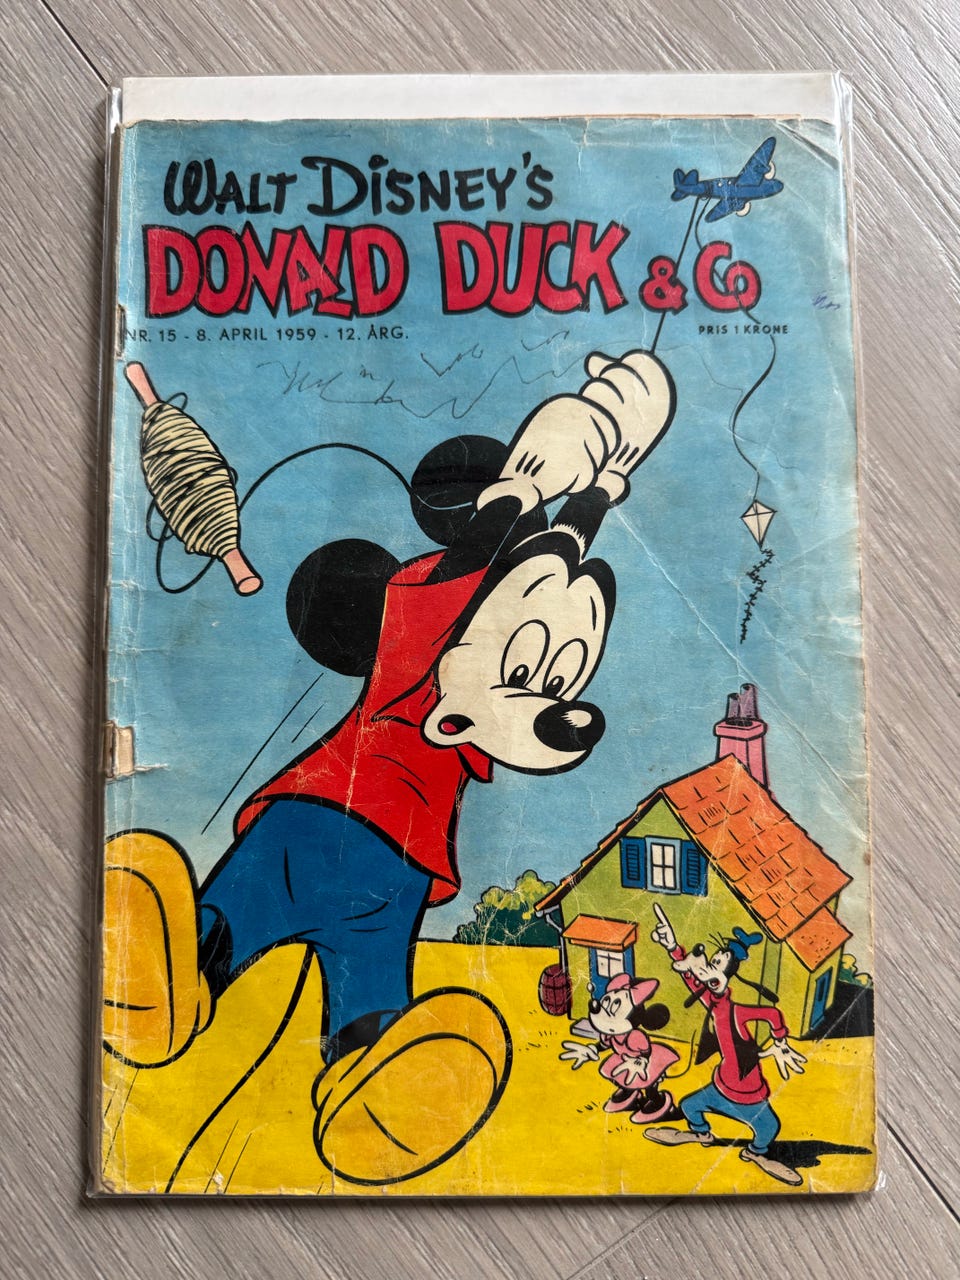 WALT DISNEY'S
DONALD DUCK & Co
NR. 15 - 8. APRIL 1959 - 12. ÅRG.
PRIS 1 KRONE